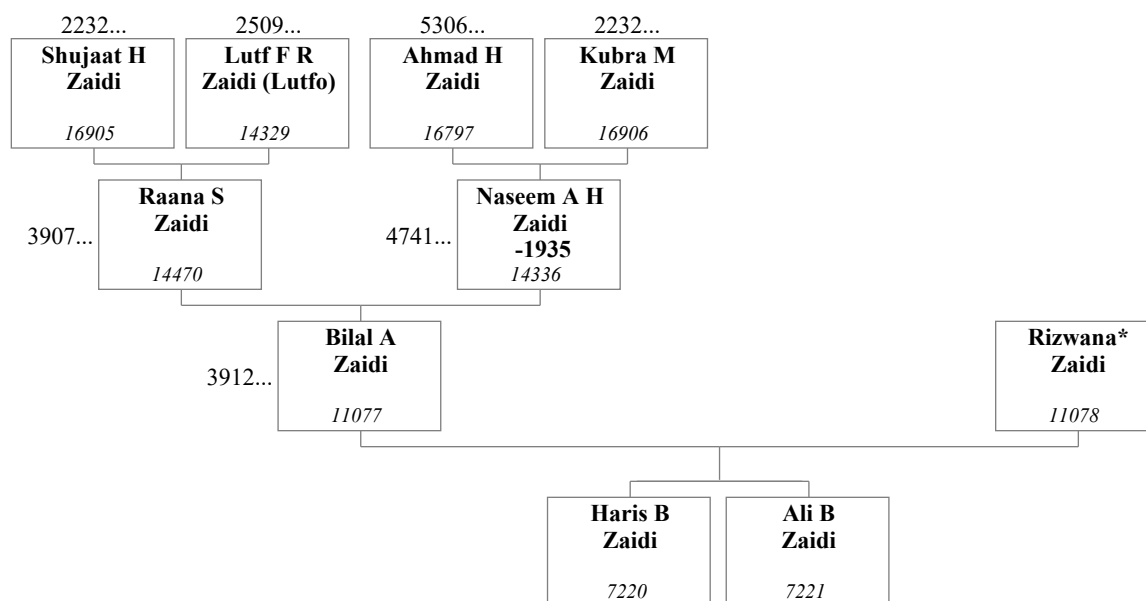 2232...
2509...
5306...
2232...
Shujaat H
Zaidi
16905
Lutf F R
Zaidi (Lutfo)
14329
Ahmad H
Zaidi
16797
Kubra M
Zaidi
16906
3907...
Raana S
Zaidi
14470
4741...
Naseem A H
Zaidi
-1935
14336
3912...
Bilal A
Zaidi
11077
Rizwana*
Zaidi
11078
Haris B
Zaidi
7220
Ali B
Zaidi
7221